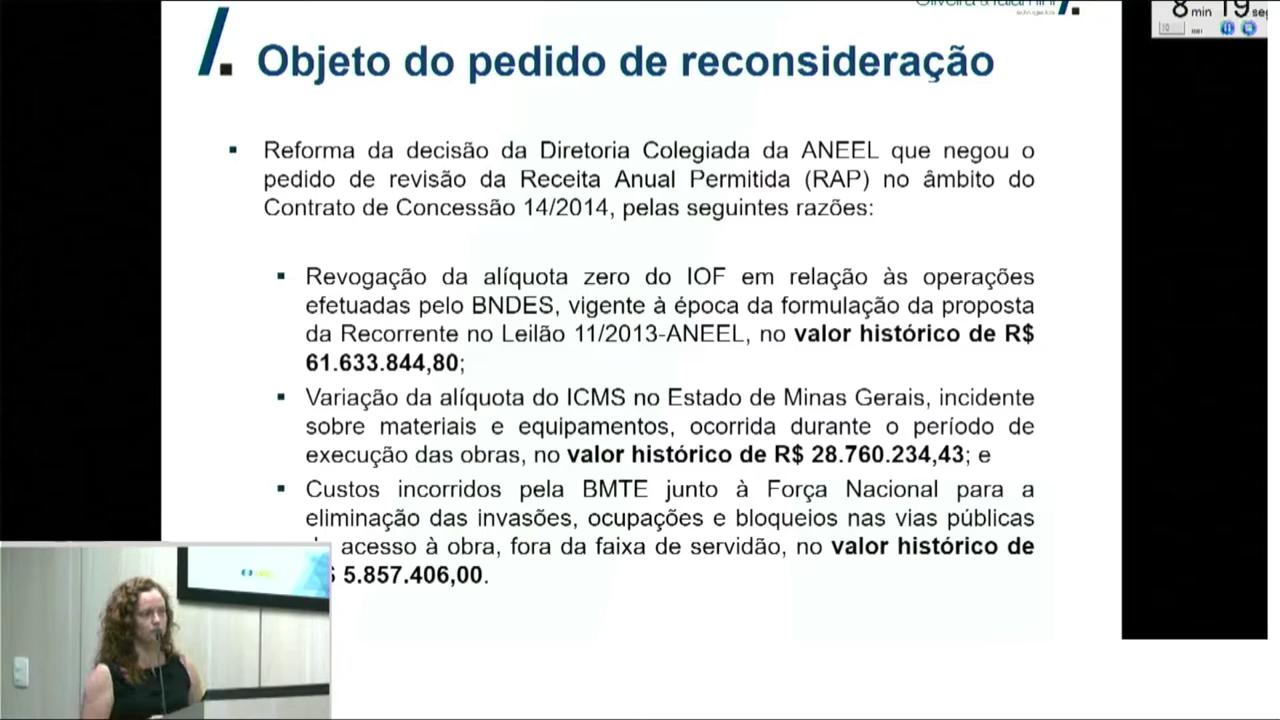 8 min 19 seg
Objeto do pedido de reconsideração
▪ Reforma da decisão da Diretoria Colegiada da ANEEL que negou o
pedido de revisão da Receita Anual Permitida (RAP) no âmbito do
Contrato de Concessão 14/2014, pelas seguintes razões:
▪ Revogação da alíquota zero do IOF em relação às operações
efetuadas pelo BNDES, vigente à época da formulação da proposta
da Recorrente no Leilão 11/2013-ANEEL, no valor histórico de R$
61.633.844,80;
▪ Variação da alíquota do ICMS no Estado de Minas Gerais, incidente
sobre materiais e equipamentos, ocorrida durante o período de
execução das obras, no valor histórico de R$ 28.760.234,43; e
▪ Custos incorridos pela BMTE junto à Força Nacional para a
eliminação das invasões, ocupações e bloqueios nas vias públicas
acesso à obra, fora da faixa de servidão, no valor histórico de
5.857.406,00.